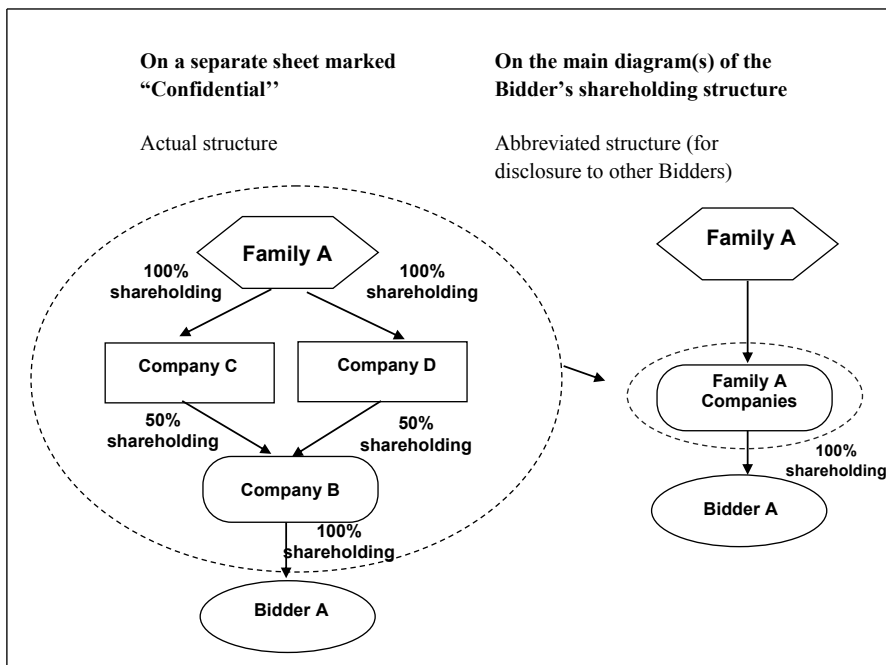 On a separate sheet marked
“Confidential’’
Actual structure
Family A
100%
shareholding
100%
shareholding
Company C
Company D
50%
shareholding
50%
shareholding
Company B
100%
shareholding
Bidder A
On the main diagram(s) of the
Bidder’s shareholding structure
Abbreviated structure (for
disclosure to other Bidders)
Family A
Family A
Companies
100%
shareholding
Bidder A